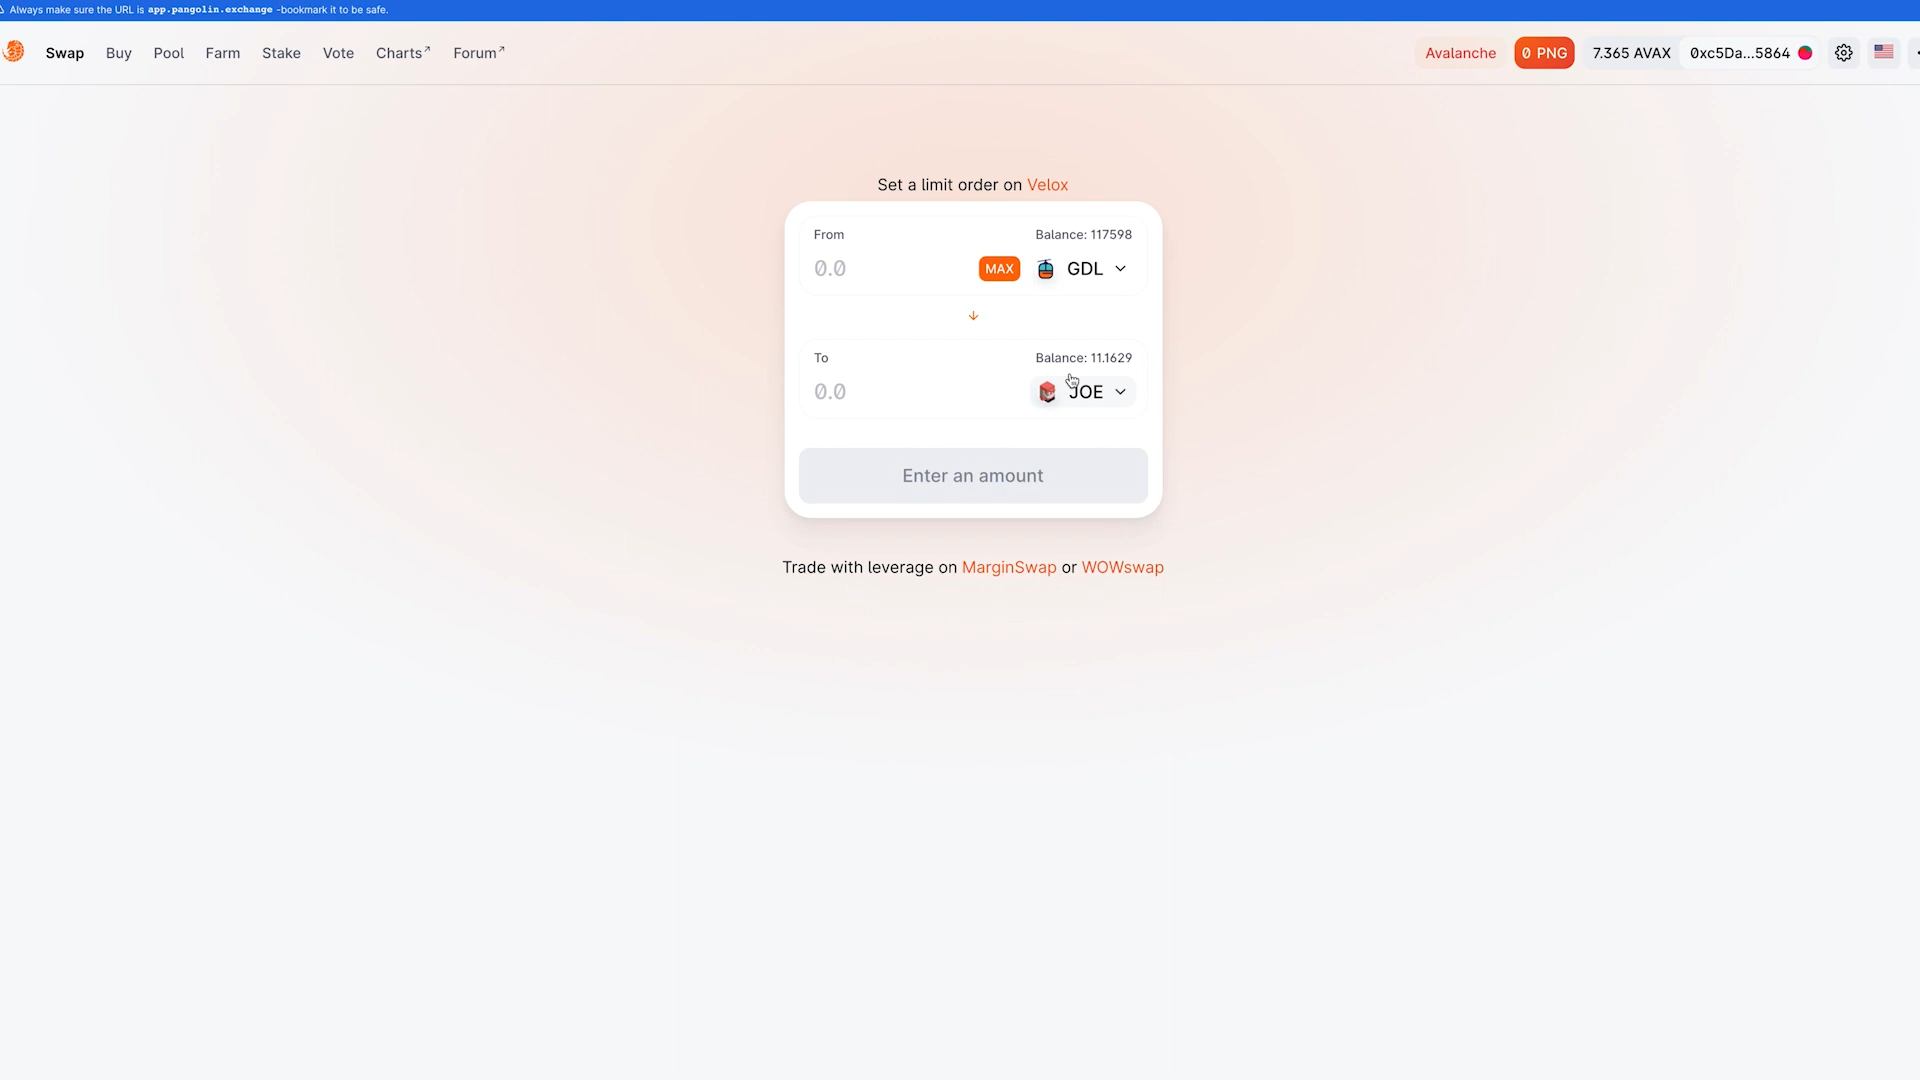 Always make sure the URL is app.pangolin.exchange -bookmark it to be safe.
Swap Buy Pool Farm Stake Vote Charts↗ Forum↗ Avalanche 0 PNG 7.365 AVAX 0xc5Da...5864
Set a limit order on Velox
From Balance: 117598
0.0 MAX GDL
To Balance: 11.1629
0.0 JOE
Enter an amount
Trade with leverage on MarginSwap or WOWswap